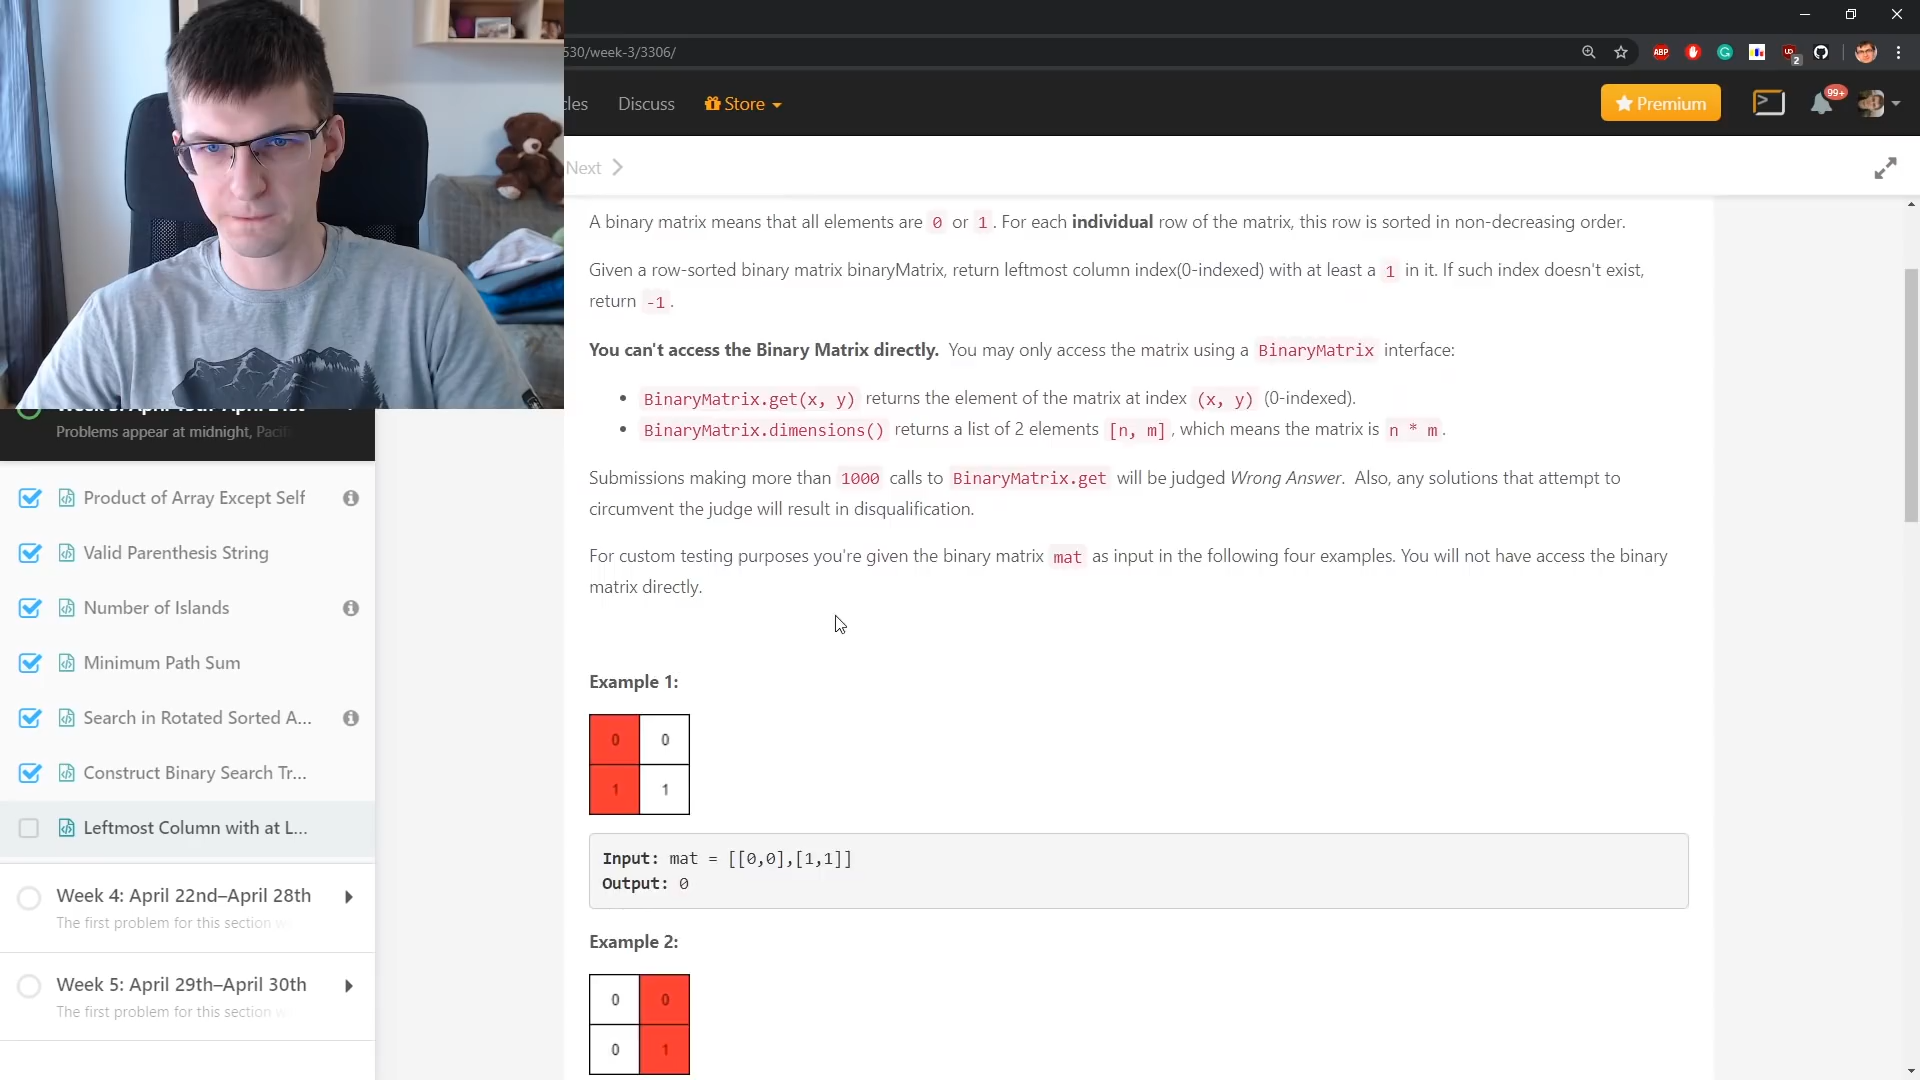 530/week-3/3306/
ABP
UD
2
cles Discuss Store Premium 99+
Next
A binary matrix means that all elements are 0 or 1. For each individual row of the matrix, this row is sorted in non-decreasing order.
Given a row-sorted binary matrix binaryMatrix, return leftmost column index(0-indexed) with at least a 1 in it. If such index doesn't exist,
return -1.
You can't access the Binary Matrix directly. You may only access the matrix using a BinaryMatrix interface:
• BinaryMatrix.get(x, y) returns the element of the matrix at index (x, y) (0-indexed).
• BinaryMatrix.dimensions() returns a list of 2 elements [n, m], which means the matrix is n * m.
Submissions making more than 1000 calls to BinaryMatrix.get will be judged Wrong Answer. Also, any solutions that attempt to
circumvent the judge will result in disqualification.
For custom testing purposes you're given the binary matrix mat as input in the following four examples. You will not have access the binary
matrix directly.
Example 1:
0 0
1 1
Input: mat = [[0,0],[1,1]]
Output: 0
Example 2:
0 0
0 1
Problems appear at midnight, Pacifi
Product of Array Except Self
Valid Parenthesis String
Number of Islands
Minimum Path Sum
Search in Rotated Sorted A...
Construct Binary Search Tr...
Leftmost Column with at L...
Week 4: April 22nd–April 28th
The first problem for this section w
Week 5: April 29th–April 30th
The first problem for this section w